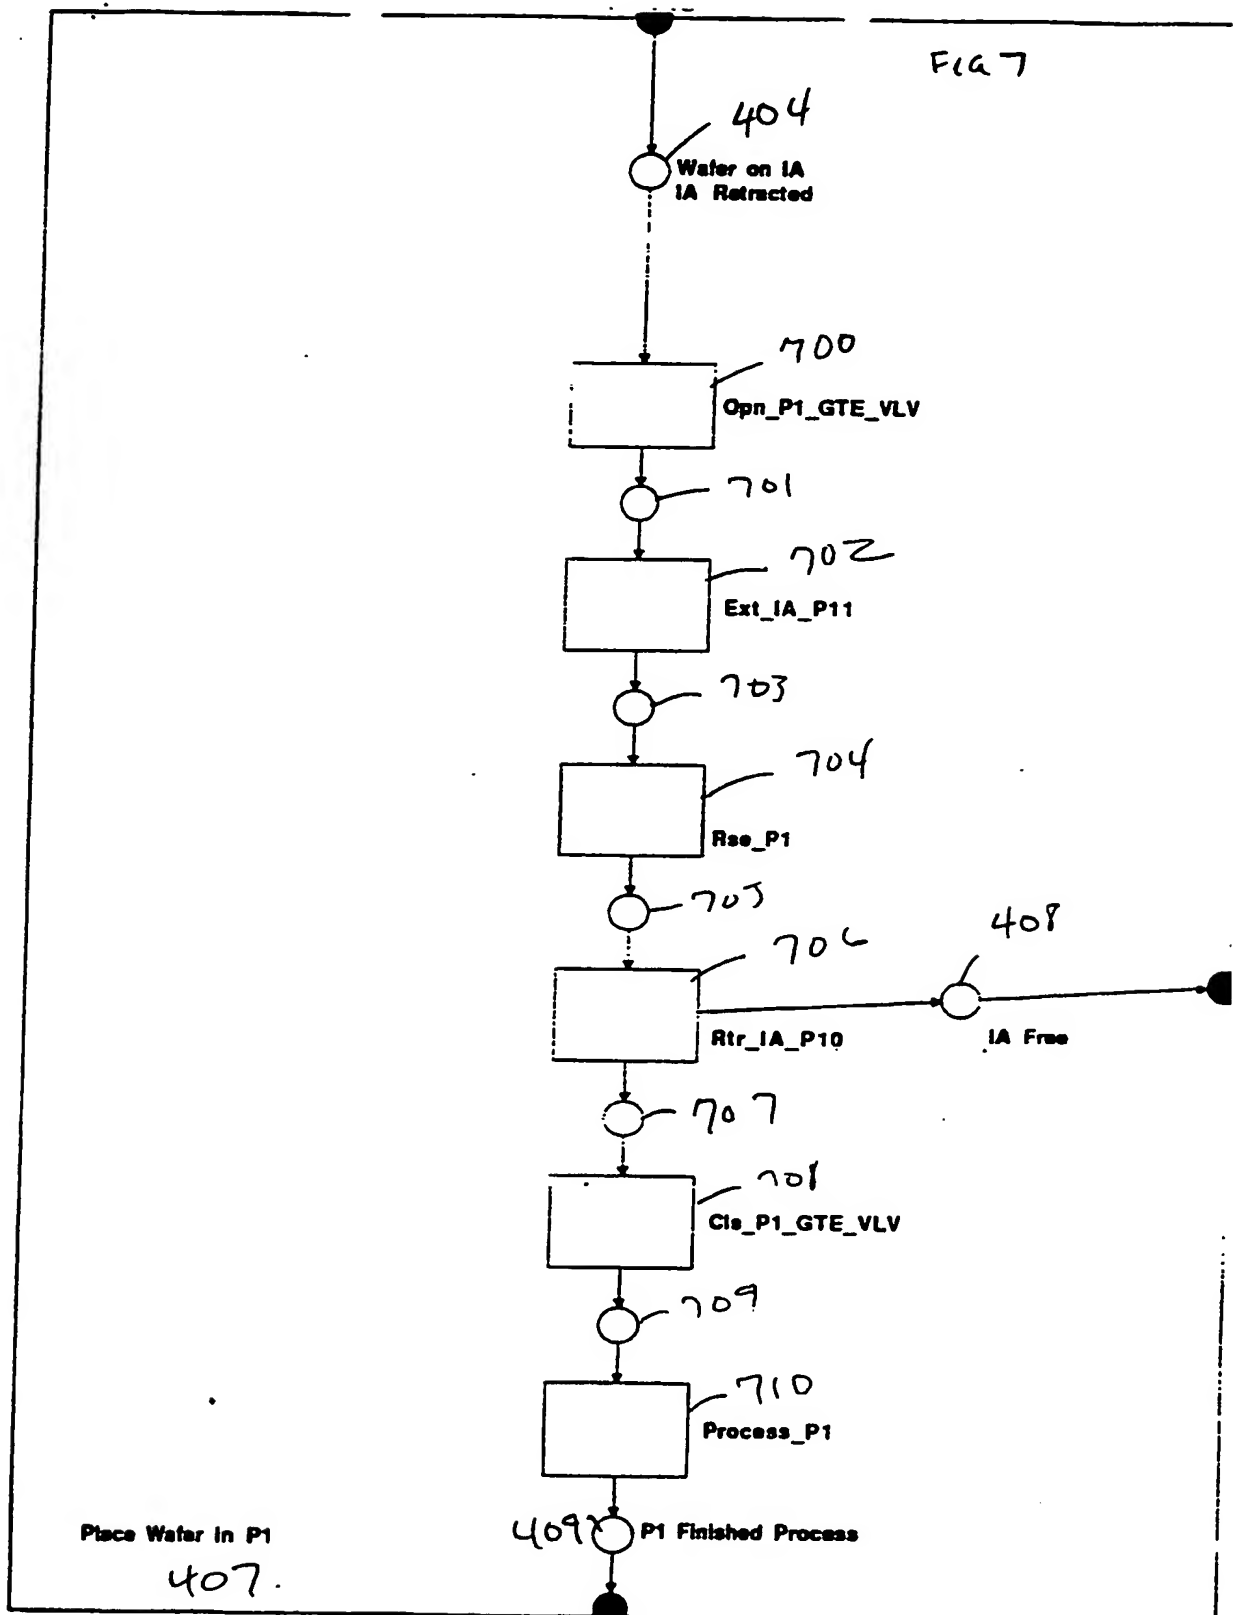 FIG 7
404
Wafer on IA
IA Retracted
700
Opn_P1_GTE_VLV
701
702
Ext_IA_P11
703
704
Rse_P1
705
706
408
Rtr_IA_P10
IA Free
707
708
Cls_P1_GTE_VLV
709
710
Process_P1
409
P1 Finished Process
Place Wafer in P1
407.